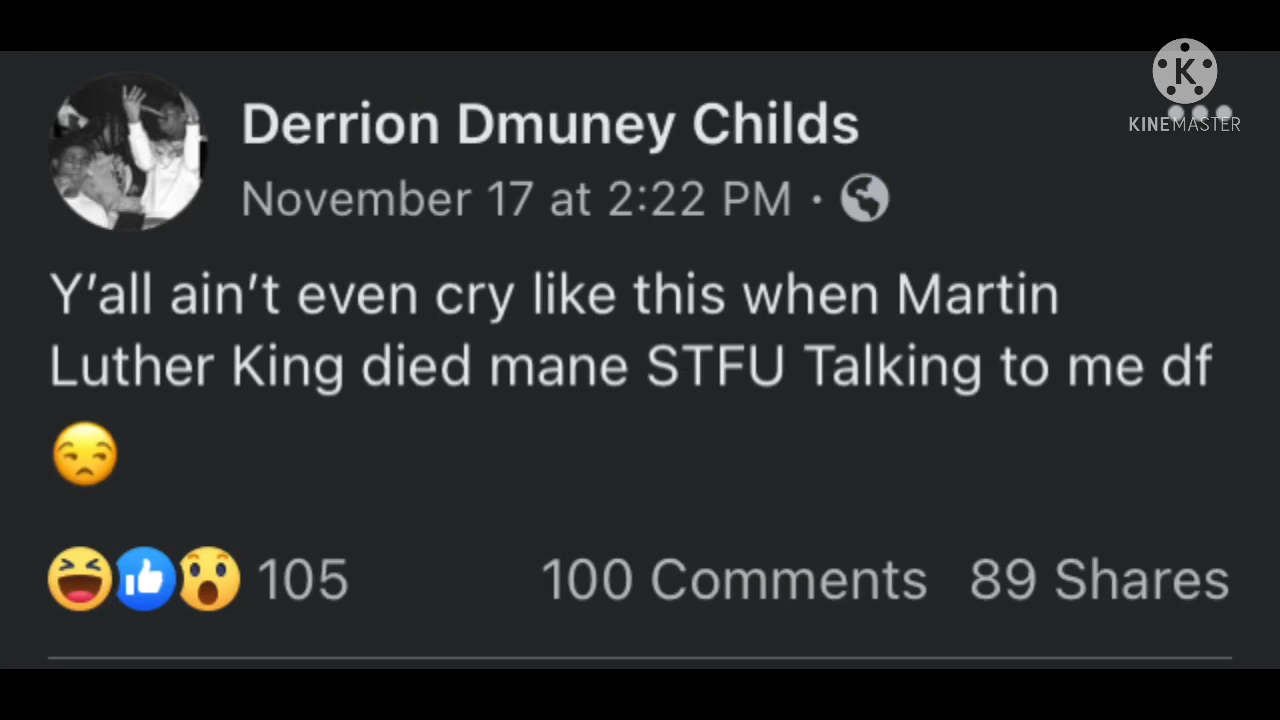 K
KINEMASTER
Derrion Dmuney Childs
November 17 at 2:22 PM ·
Y’all ain’t even cry like this when Martin
Luther King died mane STFU Talking to me df
😒
105 100 Comments 89 Shares